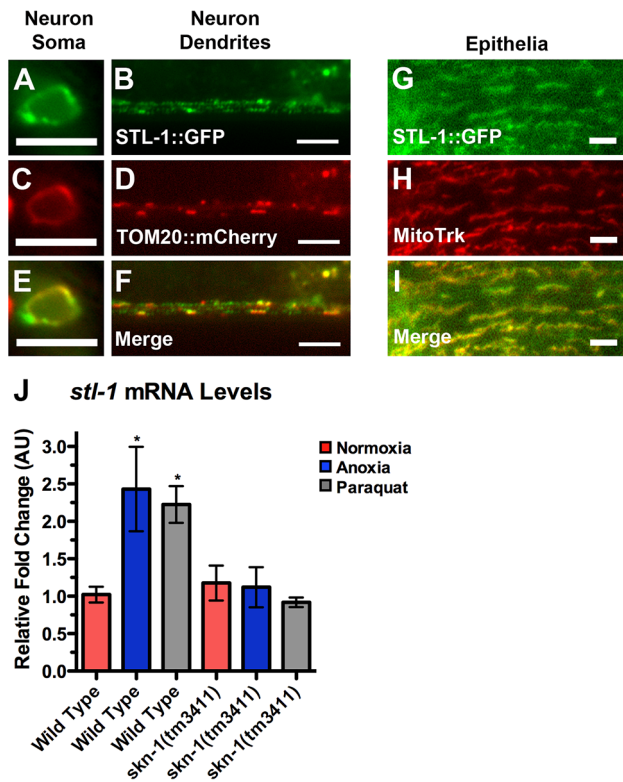 Neuron
Soma
Neuron
Dendrites
Epithelia
A
B
STL-1::GFP
G
STL-1::GFP
C
D
TOM20::mCherry
H
MitoTrk
E
F
Merge
I
Merge
J
stl-1 mRNA Levels
Relative Fold Change (AU)
3.0
2.5
2.0
1.5
1.0
0.5
0.0
*
*
Normoxia
Anoxia
Paraquat
Wild Type
Wild Type
Wild Type
skn-1(tm3411)
skn-1(tm3411)
skn-1(tm3411)